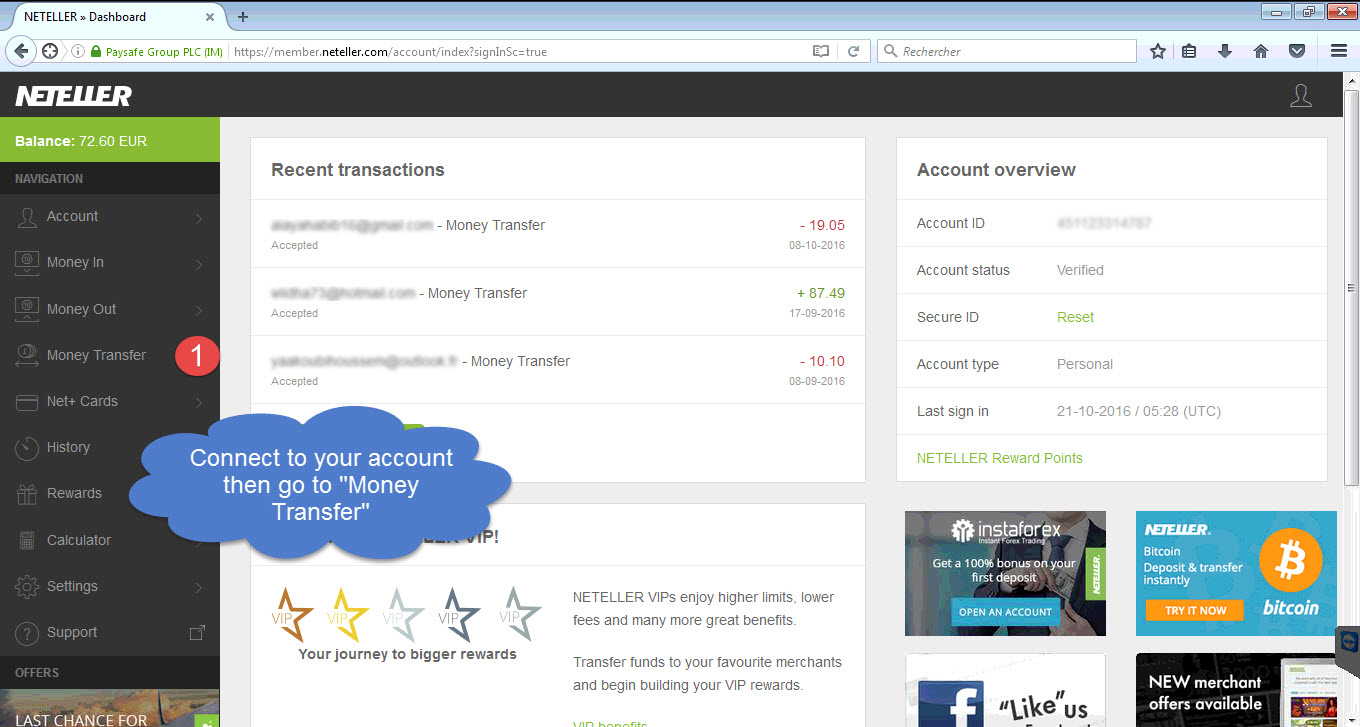 NETELLER » Dashboard
Paysafe Group PLC (IM)
https://member.neteller.com/account/index?signInSc=true
Rechercher
NETELLER
Balance: 72.60 EUR
NAVIGATION
Account
Money In
Money Out
Money Transfer
1
Net+ Cards
History
Rewards
Calculator
Settings
Support
OFFERS
LAST CHANCE FOR
Connect to your account
then go to "Money
Transfer"
Recent transactions
- Money Transfer
- 19.05
Accepted
08-10-2016
- Money Transfer
+ 87.49
Accepted
17-09-2016
- Money Transfer
- 10.10
Accepted
08-09-2016
VIP!
VIP VIP VIP VIP VIP
Your journey to bigger rewards
NETELLER VIPs enjoy higher limits, lower
fees and many more great benefits.
Transfer funds to your favourite merchants
and begin building your VIP rewards.
VIP benefits
Account overview
Account ID
Account status
Verified
Secure ID
Reset
Account type
Personal
Last sign in
21-10-2016 / 05:28 (UTC)
NETELLER Reward Points
instaforex
Instant Forex Trading
Get a 100% bonus on your
first deposit
OPEN AN ACCOUNT
NETELLER
NETELLER
Bitcoin
Deposit & transfer
instantly
TRY IT NOW
bitcoin
"Like" us
NEW merchant
offers available